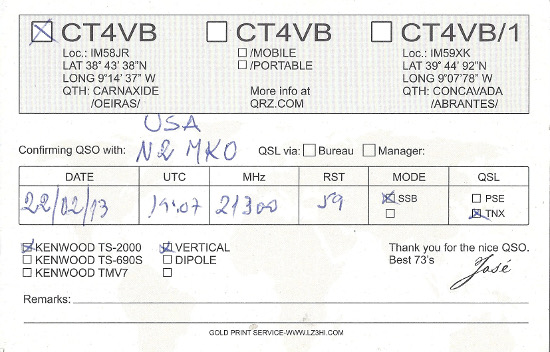 CT4VB CT4VB CT4VB/1
Loc.: IM58JR /MOBILE Loc.: IM59XK
LAT 38° 43' 38"N /PORTABLE LAT 39° 44' 92"N
LONG 9°14' 37" W LONG 9°07'78" W
QTH: CARNAXIDE More info at QTH: CONCAVADA
/OEIRAS/ QRZ.COM /ABRANTES/
USA
Confirming QSO with: N2MKO QSL via: Bureau Manager:
DATE UTC MHz RST MODE QSL
22/02/13 19:07 21300 59 SSB PSE
TNX
KENWOOD TS-2000 VERTICAL Thank you for the nice QSO.
KENWOOD TS-690S DIPOLE Best 73's
KENWOOD TMV7 José
Remarks:
GOLD PRINT SERVICE-WWW.LZ3HI.COM